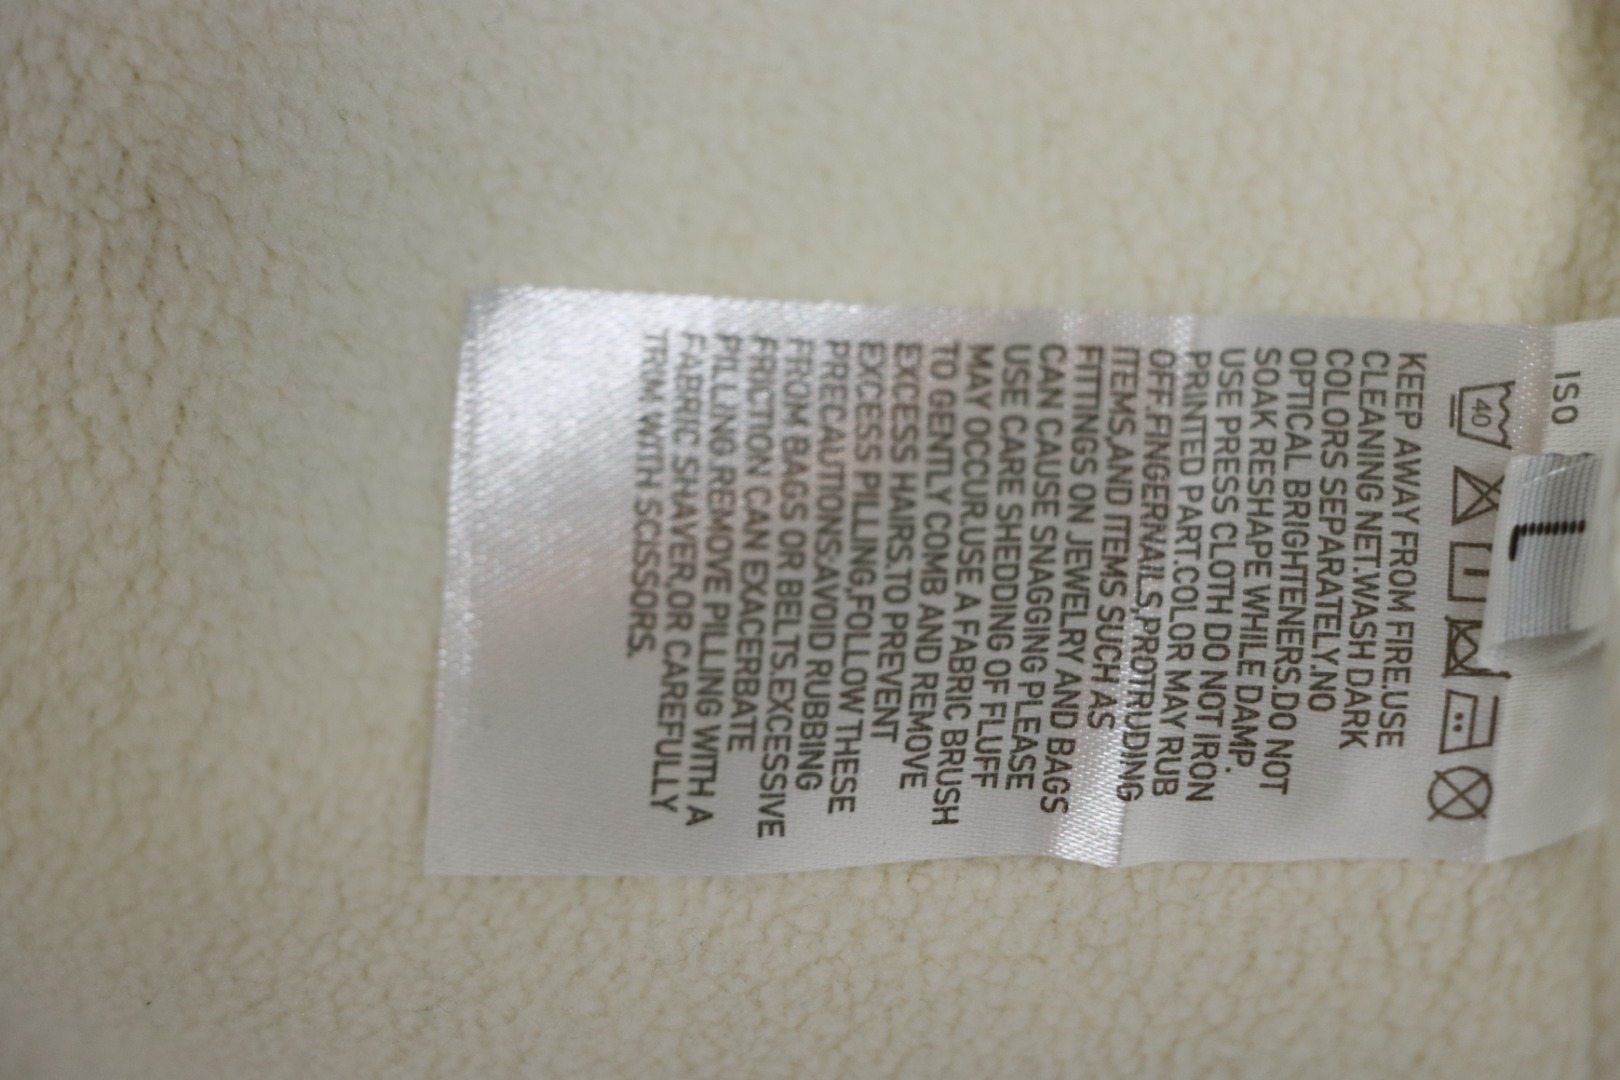 ISO
L
40
KEEP AWAY FROM FIRE.USE
CLEANING NET.WASH DARK
COLORS SEPARATELY.NO
OPTICAL BRIGHTENERS.DO NOT
SOAK RESHAPE WHILE DAMP.
USE PRESS CLOTH DO NOT IRON
PRINTED PART.COLOR MAY RUB
OFF.FINGERNAILS,PROTRUDING
ITEMS,AND ITEMS SUCH AS
FITTINGS ON JEWELRY AND BAGS
CAN CAUSE SNAGGING PLEASE
USE CARE SHEDDING OF FLUFF
MAY OCCUR.USE A FABRIC BRUSH
TO GENTLY COMB AND REMOVE
EXCESS HAIRS.TO PREVENT
EXCESS PILLING,FOLLOW THESE
PRECAUTIONS:AVOID RUBBING
FROM BAGS OR BELTS.EXCESSIVE
FRICTION CAN EXACERBATE
PILLING.REMOVE PILLING WITH A
FABRIC SHAVER,OR CAREFULLY
TRIM WITH SCISSORS.